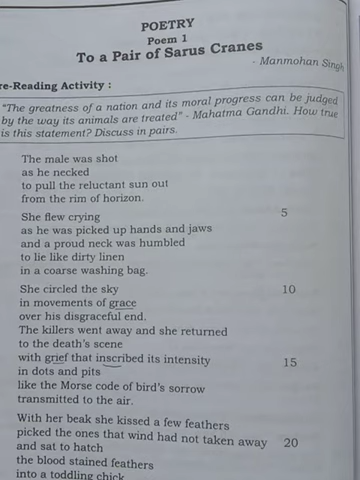 POETRY
Poem 1
To a Pair of Sarus Cranes
- Manmohan Singh
re-Reading Activity :
"The greatness of a nation and its moral progress can be judged
by the way its animals are treated" - Mahatma Gandhi. How true
is this statement? Discuss in pairs.
The male was shot
as he necked
to pull the reluctant sun out
from the rim of horizon.
She flew crying 5
as he was picked up hands and jaws
and a proud neck was humbled
to lie like dirty linen
in a coarse washing bag.
She circled the sky 10
in movements of grace
over his disgraceful end.
The killers went away and she returned
to the death's scene
with grief that inscribed its intensity 15
in dots and pits
like the Morse code of bird's sorrow
transmitted to the air.
With her beak she kissed a few feathers
picked the ones that wind had not taken away 20
and sat to hatch
the blood stained feathers
into a toddling chick